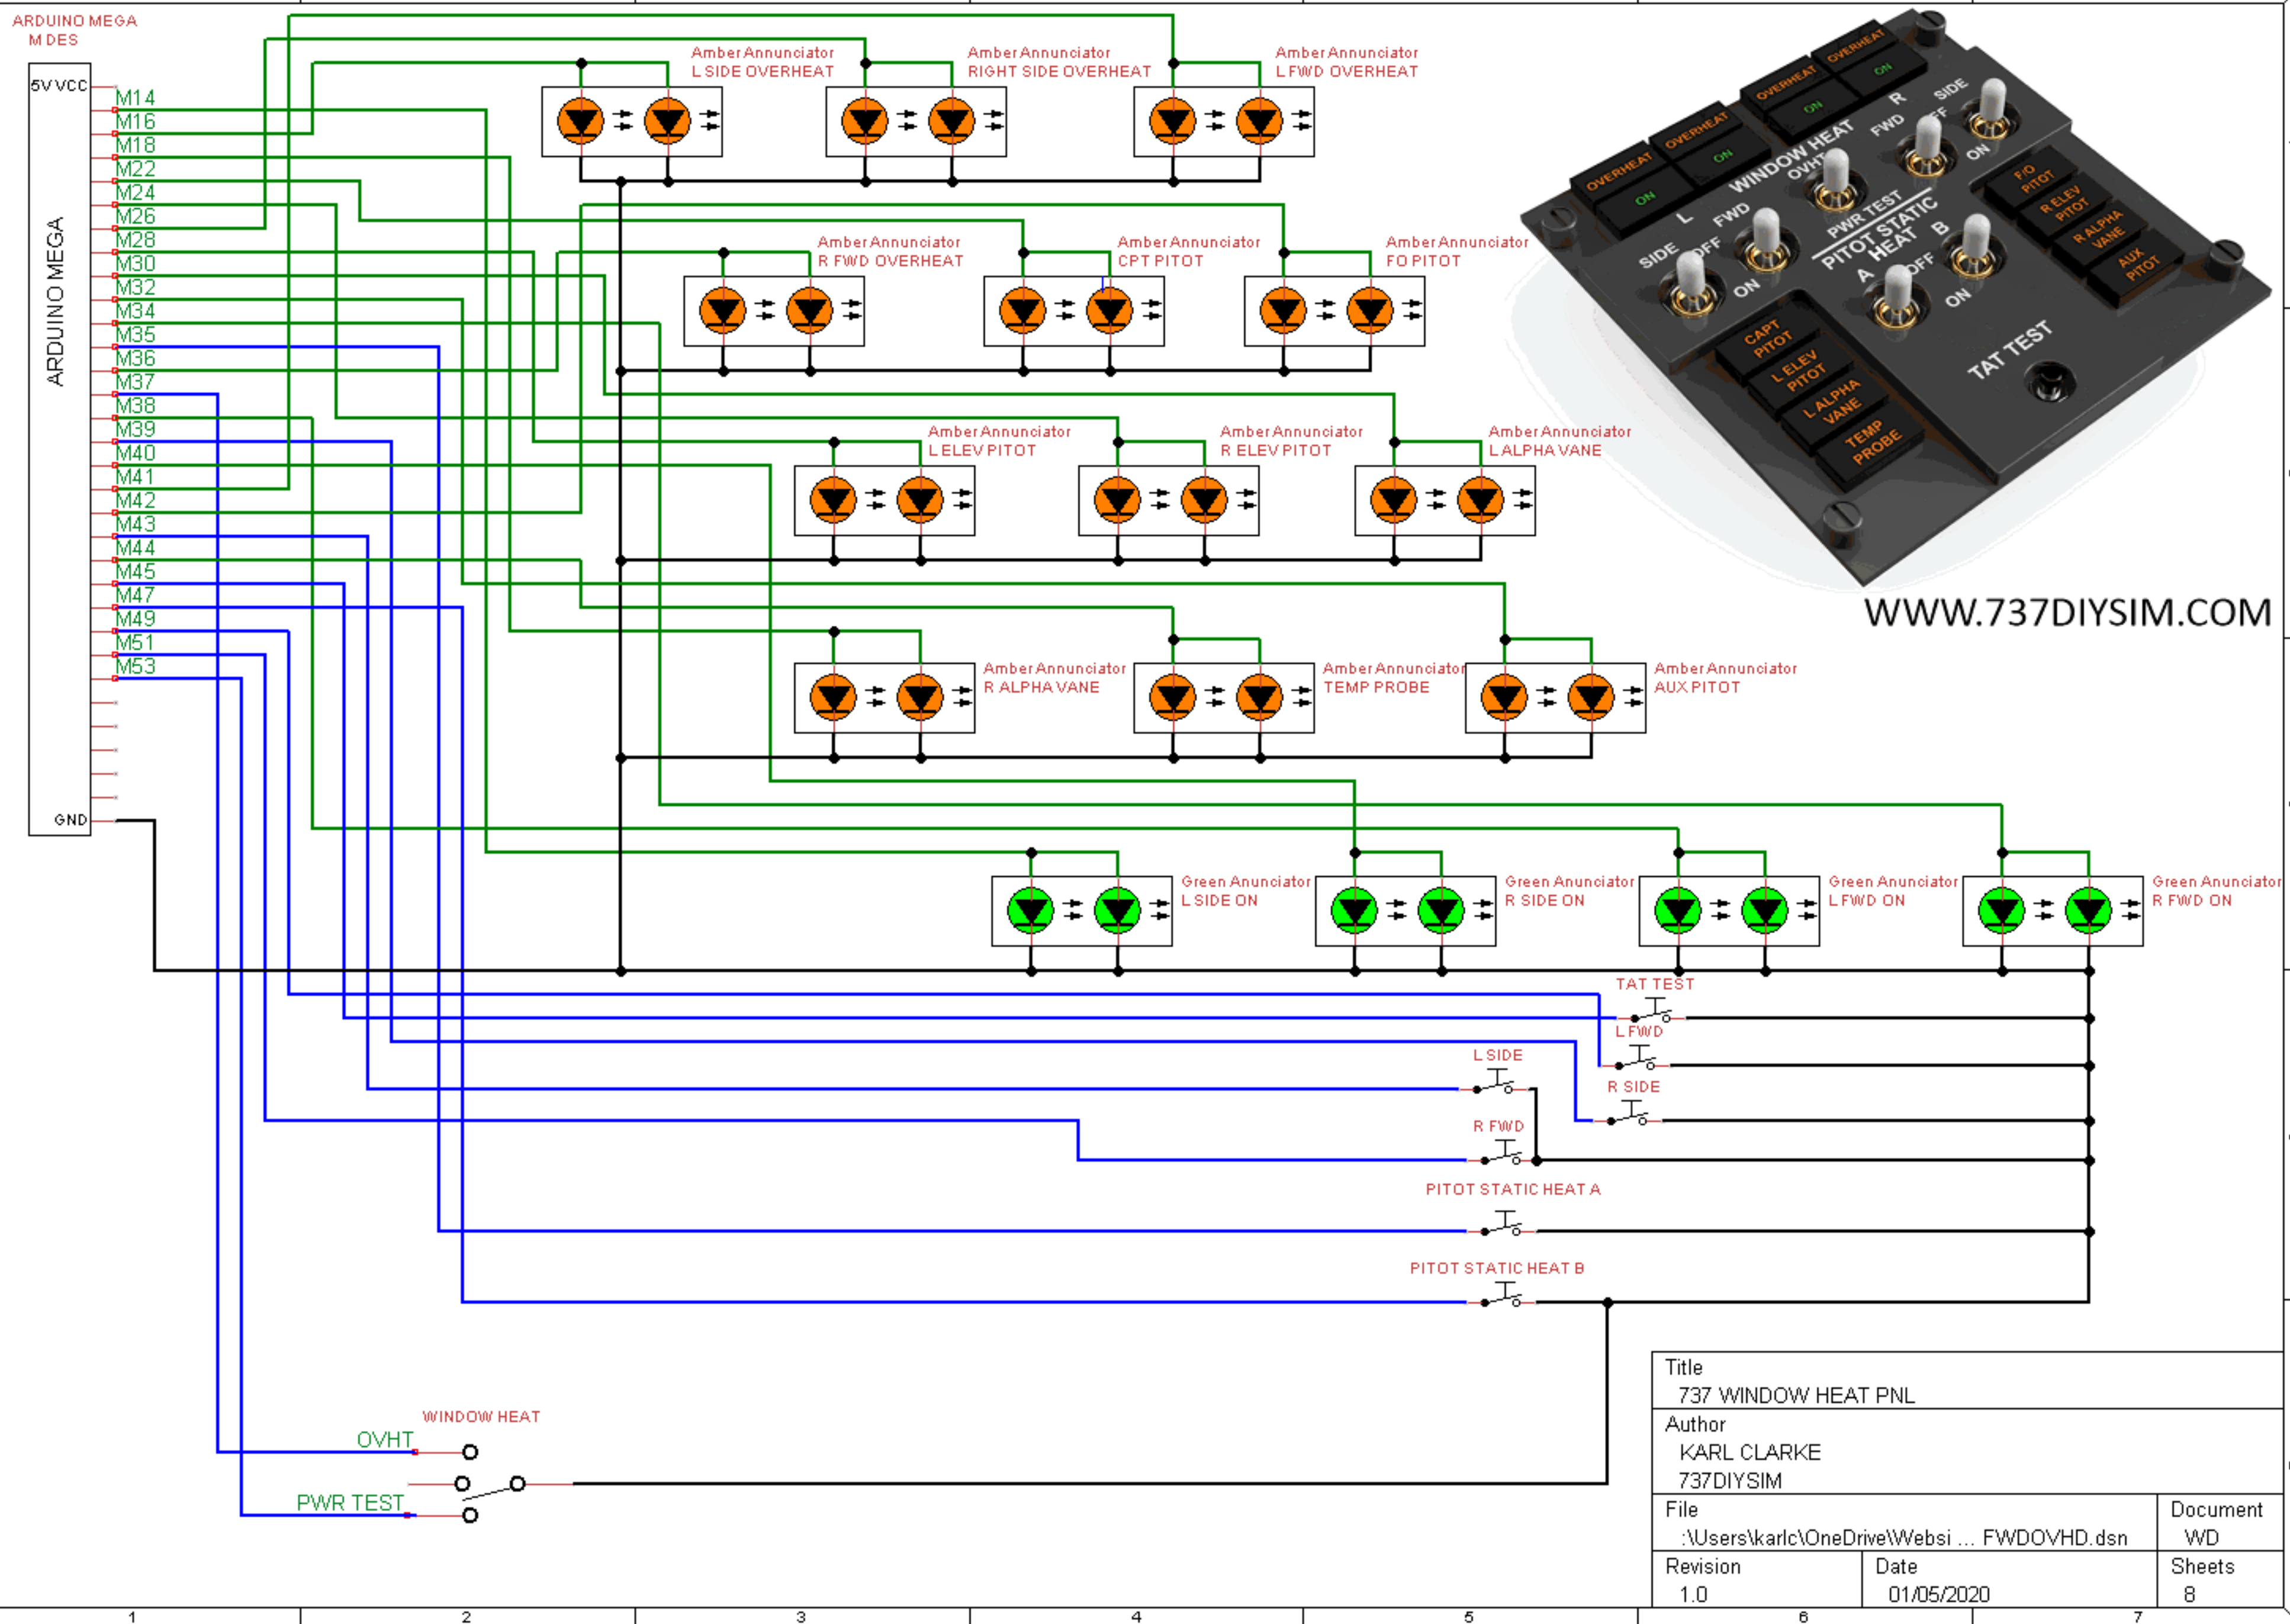 ARDUINO MEGA
M DES
5V VCC
ARDUINO MEGA
M14
M16
M18
M22
M24
M26
M28
M30
M32
M34
M35
M36
M37
M38
M39
M40
M41
M42
M43
M44
M45
M47
M49
M51
M53
GND
Amber Annunciator
L SIDE OVERHEAT
Amber Annunciator
RIGHT SIDE OVERHEAT
Amber Annunciator
L FWD OVERHEAT
Amber Annunciator
R FWD OVERHEAT
Amber Annunciator
CPT PITOT
Amber Annunciator
FO PITOT
Amber Annunciator
L ELEV PITOT
Amber Annunciator
R ELEV PITOT
Amber Annunciator
L ALPHA VANE
Amber Annunciator
R ALPHA VANE
Amber Annunciator
TEMP PROBE
Amber Annunciator
AUX PITOT
Green Anunciator
L SIDE ON
Green Anunciator
R SIDE ON
Green Anunciator
L FWD ON
Green Anunciator
R FWD ON
OVERHEAT
ON
OVERHEAT
ON
OVERHEAT
ON
OVERHEAT
ON
WINDOW HEAT
L
R
SIDE
FWD
OVHT
FWD
SIDE
OFF
ON
PWR TEST
FF
ON
PITOT STATIC
HEAT
A
B
OFF
ON
TAT TEST
CAPT
PITOT
L ELEV
PITOT
L ALPHA
VANE
TEMP
PROBE
F/O
PITOT
R ELEV
PITOT
R ALPHA
VANE
AUX
PITOT
WWW.737DIYSIM.COM
TAT TEST
L FWD
L SIDE
R SIDE
R FWD
PITOT STATIC HEAT A
PITOT STATIC HEAT B
WINDOW HEAT
OVHT
PWR TEST
Title
737 WINDOW HEAT PNL
Author
KARL CLARKE
737DIYSIM
File
:\Users\karlc\OneDrive\Websi ... FWDOVHD.dsn
Document
WD
Revision
1.0
Date
01/05/2020
Sheets
8
1
2
3
4
5
6
7